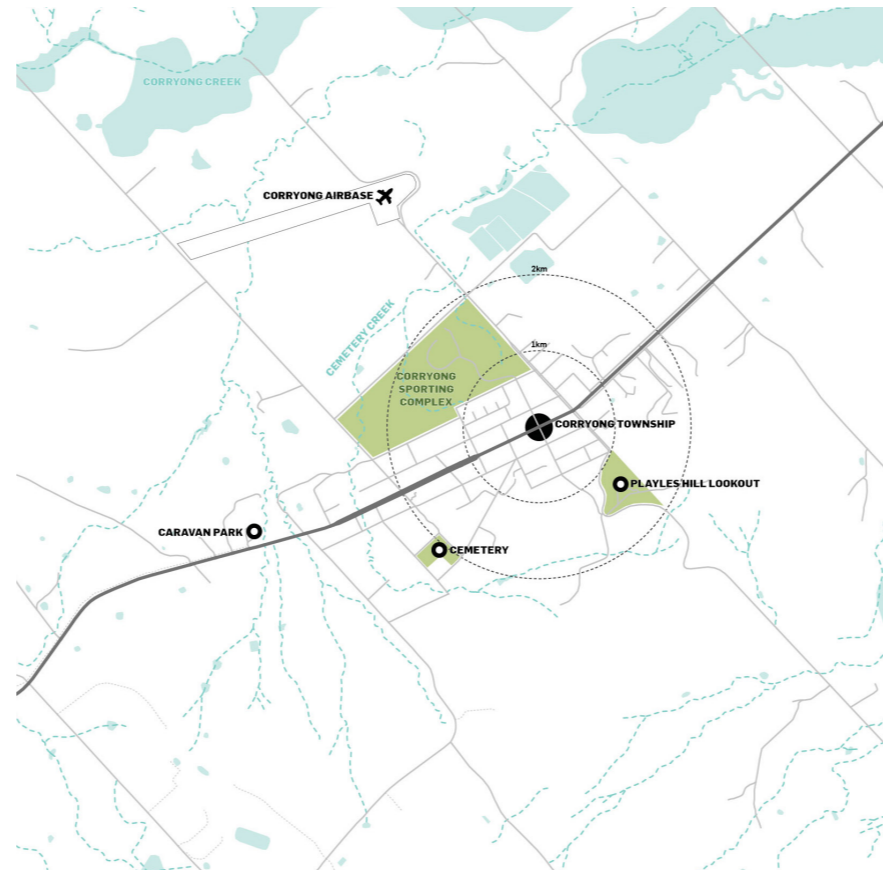 CORRYONG CREEK
CORRYONG AIRBASE
2km
CEMETERY CREEK
1km
CORRYONG
SPORTING
COMPLEX
CORRYONG TOWNSHIP
PLAYLES HILL LOOKOUT
CARAVAN PARK
CEMETERY